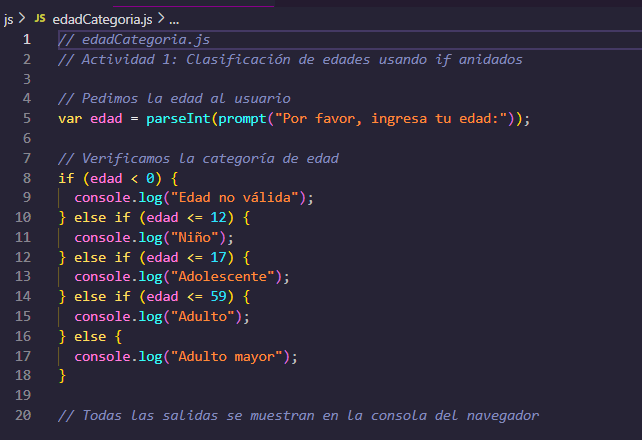 js > JS edadCategoria.js > ...
1 // edadCategoria.js
2 // Actividad 1: Clasificación de edades usando if anidados
3
4 // Pedimos la edad al usuario
5 var edad = parseInt(prompt("Por favor, ingresa tu edad:"));
6
7 // Verificamos la categoría de edad
8 if (edad < 0) {
9   console.log("Edad no válida");
10 } else if (edad <= 12) {
11   console.log("Niño");
12 } else if (edad <= 17) {
13   console.log("Adolescente");
14 } else if (edad <= 59) {
15   console.log("Adulto");
16 } else {
17   console.log("Adulto mayor");
18 }
19
20 // Todas las salidas se muestran en la consola del navegador